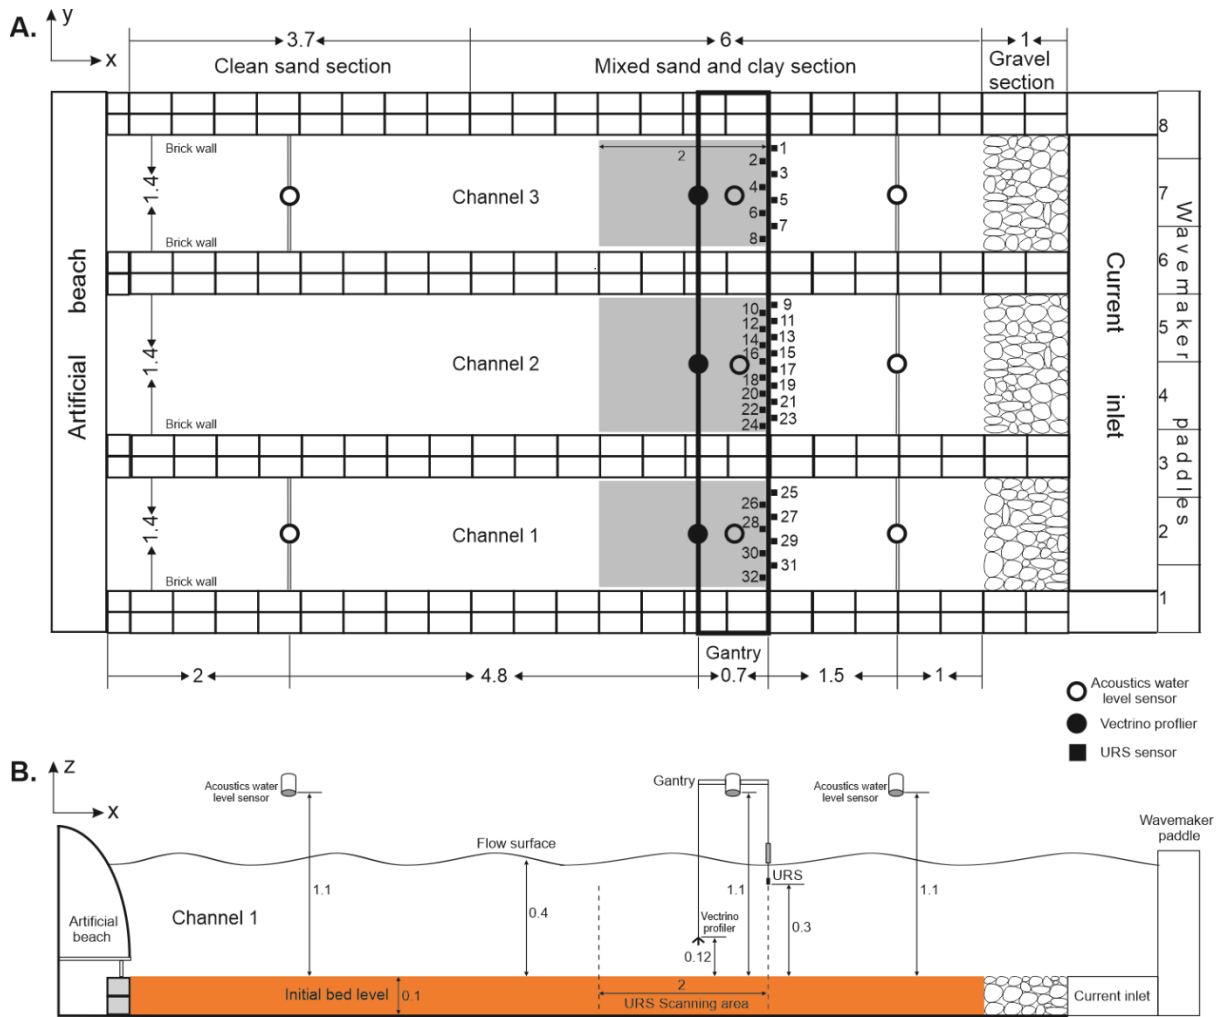 A.
y
x
3.7
6
1
Clean sand section
Mixed sand and clay section
Gravel
section
Brick wall
1.4
Channel 3
2
1
2
3
4
5
6
7
8
Brick wall
Artificial beach
1.4
Channel 2
9
10
11
12
13
14
15
16
17
18
19
20
21
22
23
24
Brick wall
1.4
Channel 1
25
26
27
28
29
30
31
32
Brick wall
Current inlet
8
7
6
5
4
3
2
1
Wavemaker paddles
Gantry
2
4.8
0.7
1.5
1
Acoustics water
level sensor
Vectrino proflier
URS sensor
B.
z
x
Acoustics water
level sensor
Gantry
Acoustics water
level sensor
Wavemaker
paddle
Flow surface
URS
1.1
1.1
1.1
0.4
0.3
Artificial
beach
Channel 1
Vectrino
profiler
0.12
Initial bed level
0.1
2
URS Scanning area
Current inlet